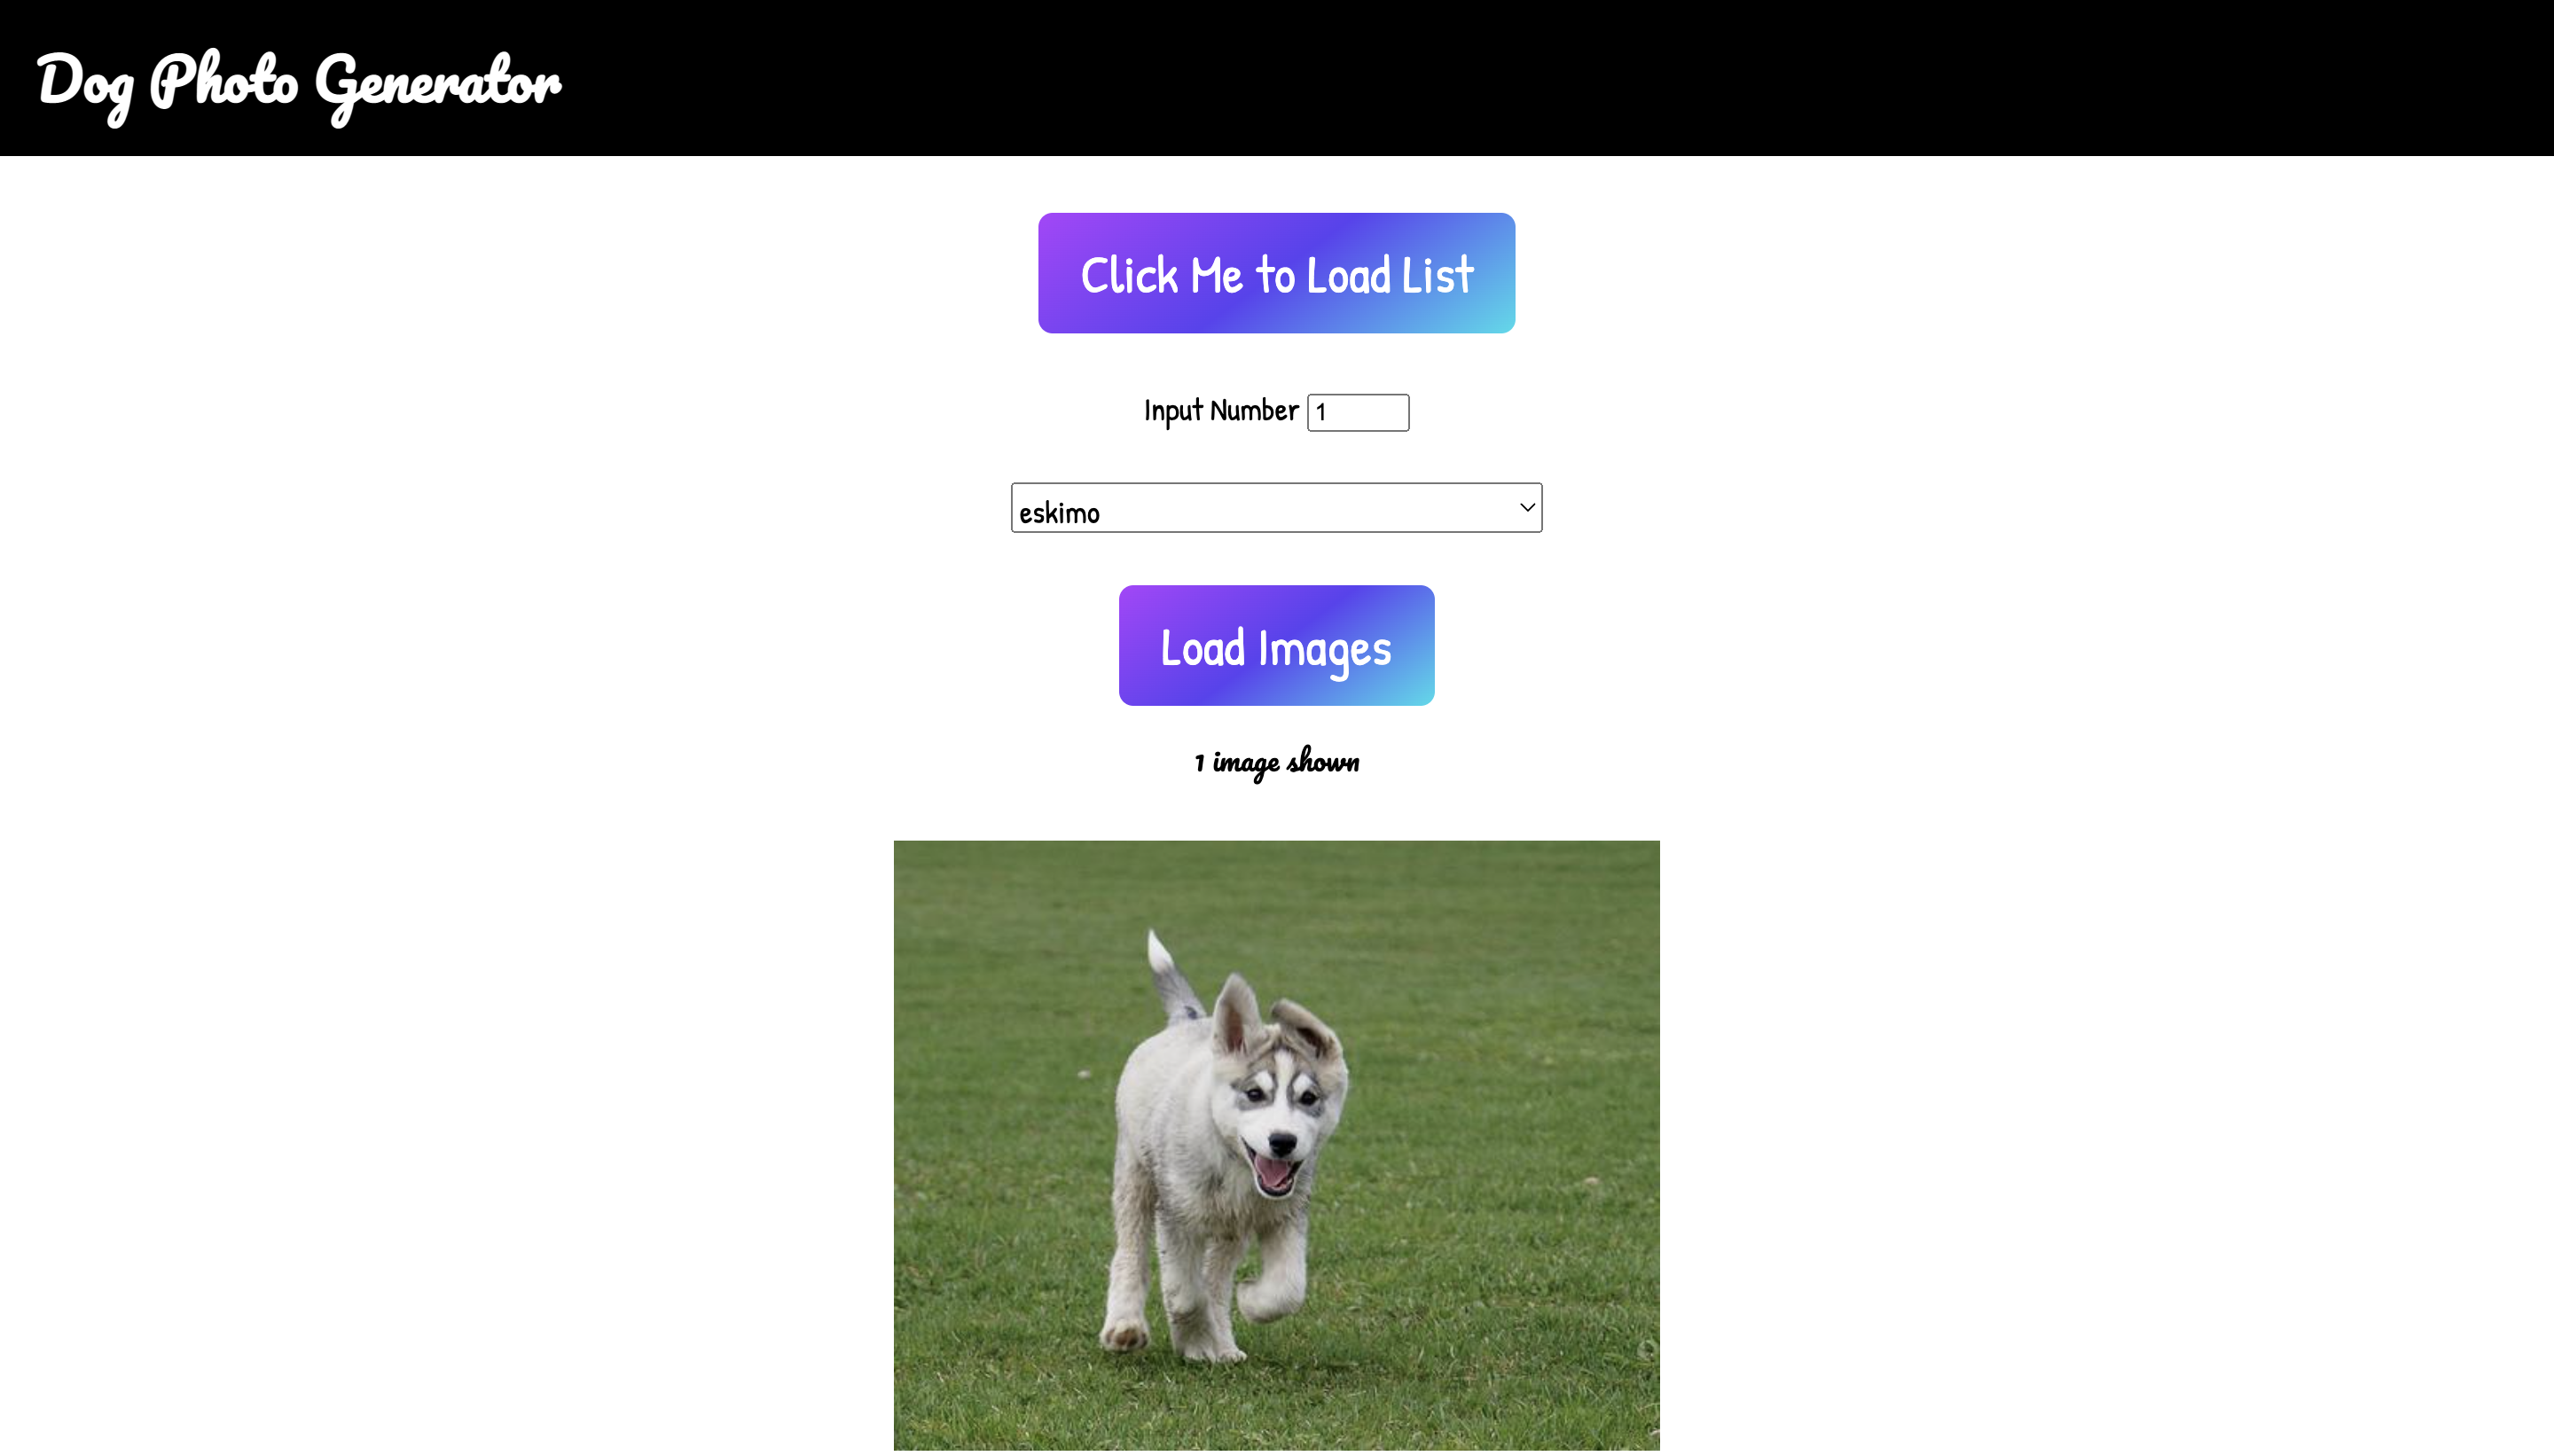 Dog Photo Generator
Click Me to Load List
Input Number 1
eskimo
Load Images
1 image shown